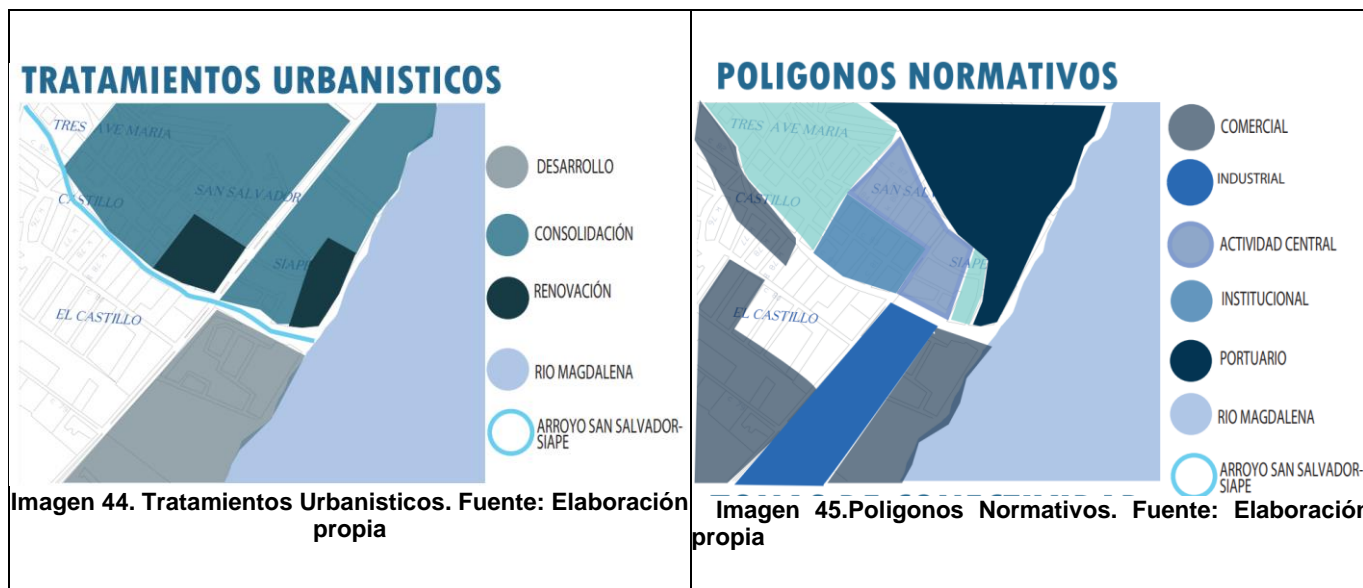 TRATAMIENTOS URBANISTICOS
TRES AVE MARIA
SAN SALVADOR
CASTILLO
SIAPE
EL CASTILLO
DESARROLLO
CONSOLIDACIÓN
RENOVACIÓN
RIO MAGDALENA
ARROYO SAN SALVADOR-
SIAPE
Imagen 44. Tratamientos Urbanisticos. Fuente: Elaboración
propia
POLIGONOS NORMATIVOS
TRES AVE MARIA
CASTILLO
SAN SAL
SIAPE
EL CASTILLO
COMERCIAL
INDUSTRIAL
ACTIVIDAD CENTRAL
INSTITUCIONAL
PORTUARIO
RIO MAGDALENA
ARROYO SAN SALVADOR-
SIAPE
Imagen 45.Poligonos Normativos. Fuente: Elaboración
propia